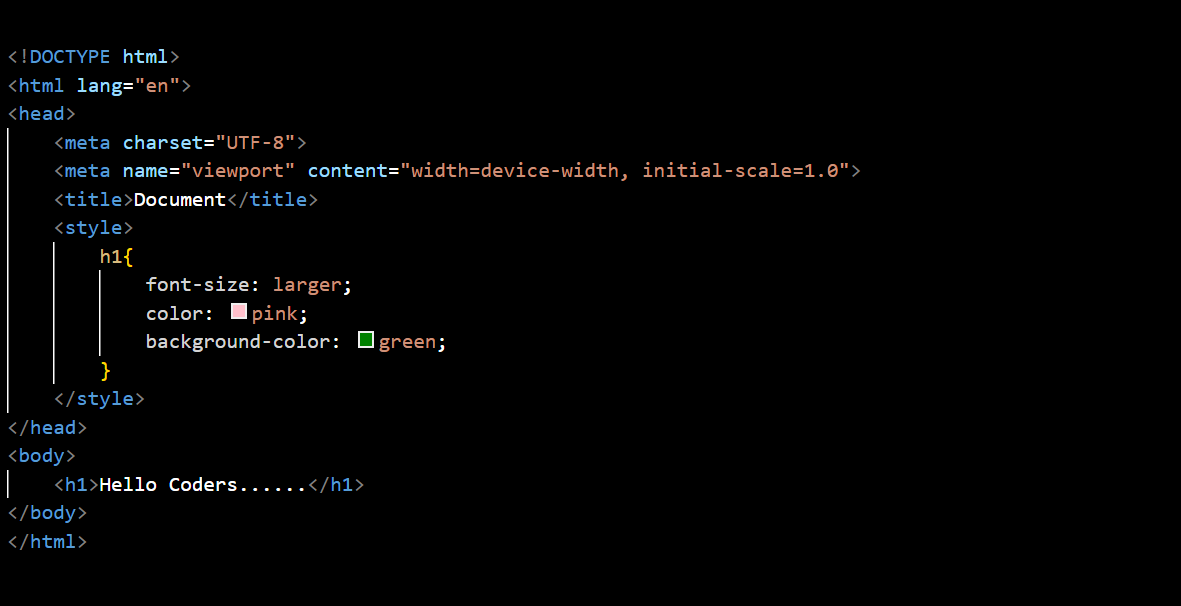 <!DOCTYPE html>
<html lang="en">
<head>
    <meta charset="UTF-8">
    <meta name="viewport" content="width=device-width, initial-scale=1.0">
    <title>Document</title>
    <style>
        h1{
            font-size: larger;
            color: pink;
            background-color: green;
        }
    </style>
</head>
<body>
    <h1>Hello Coders......</h1>
</body>
</html>